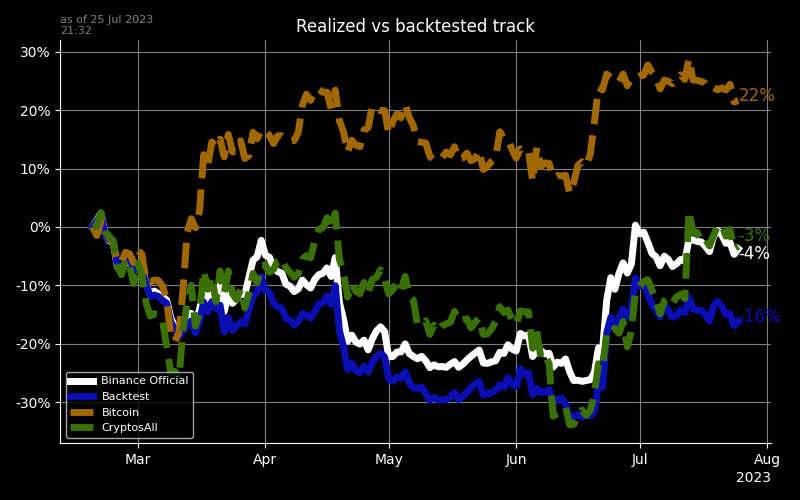 as of 25 Jul 2023
21:32
Realized vs backtested track
30%
20%
10%
0%
-10%
-20%
-30%
22%
-3%
-4%
-16%
Binance Official
Backtest
Bitcoin
CryptosAll
Mar
Apr
May
Jun
Jul
Aug
2023